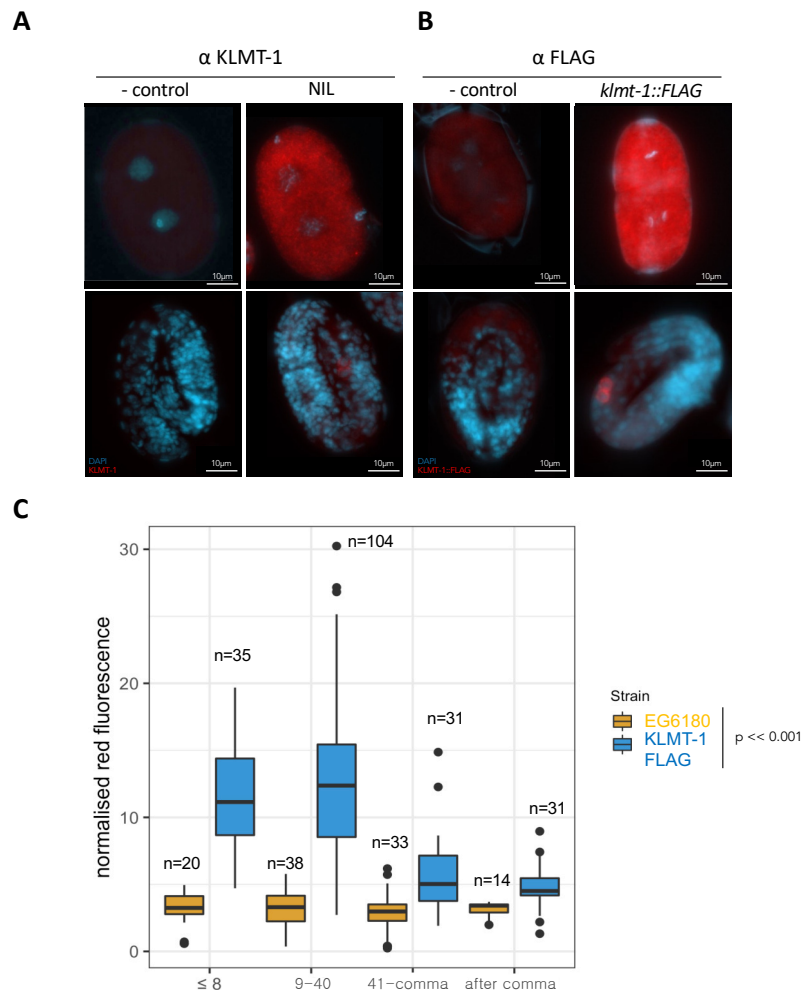 A
B
α KLMT-1
α FLAG
- control
NIL
- control
klmt-1::FLAG
10μm
10μm
10μm
10μm
DAPI
KLMT-1
10μm
10μm
DAPI
KLMT-1::FLAG
10μm
10μm
C
normalised red fluorescence
30
20
10
0
n=104
n=35
n=31
n=33
n=31
n=20
n=38
n=14
≤ 8
9-40
41-comma
after comma
Strain
EG6180
KLMT-1
FLAG
p << 0.001